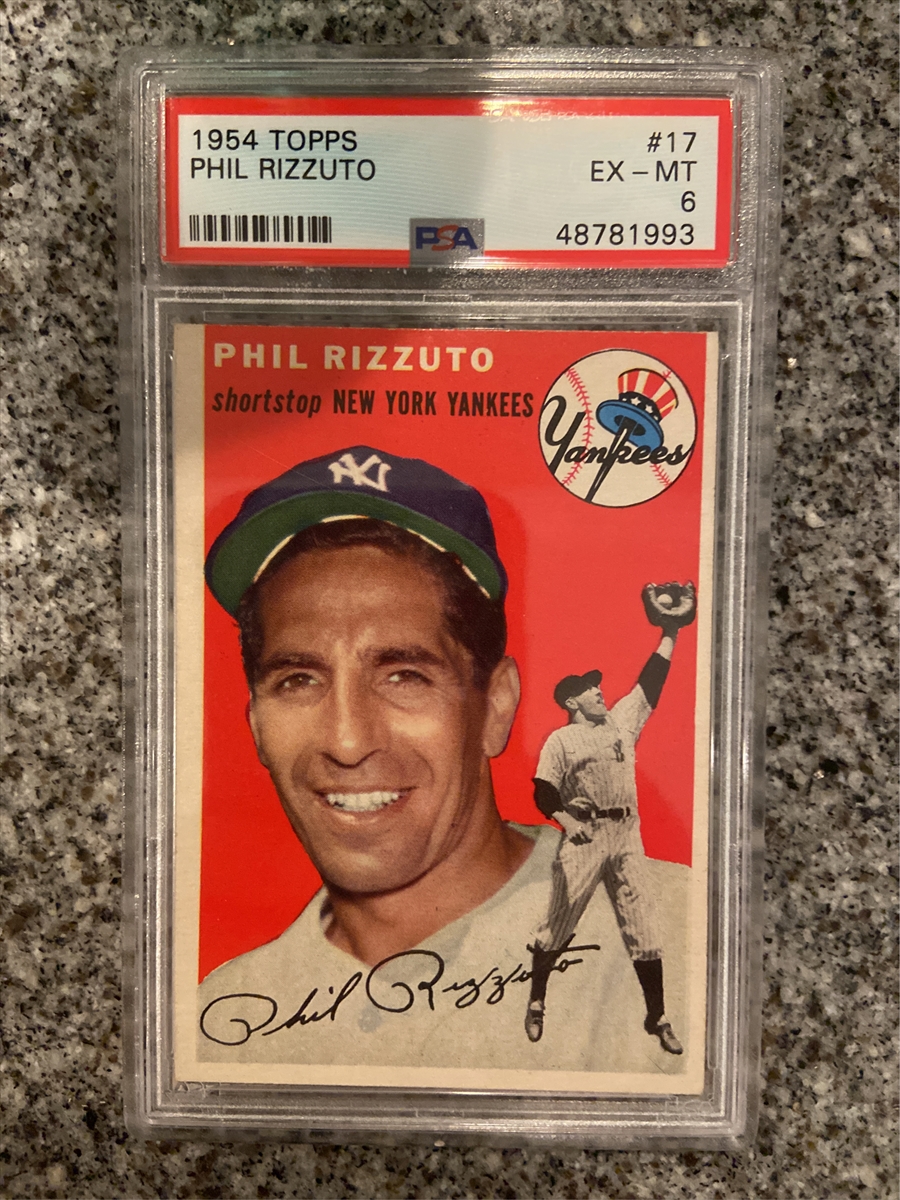 1954 TOPPS #17
PHIL RIZZUTO EX - MT
6
PSA 48781993
PHIL RIZZUTO
shortstop NEW YORK YANKEES
Yankees
NY
Phil Rizzuto